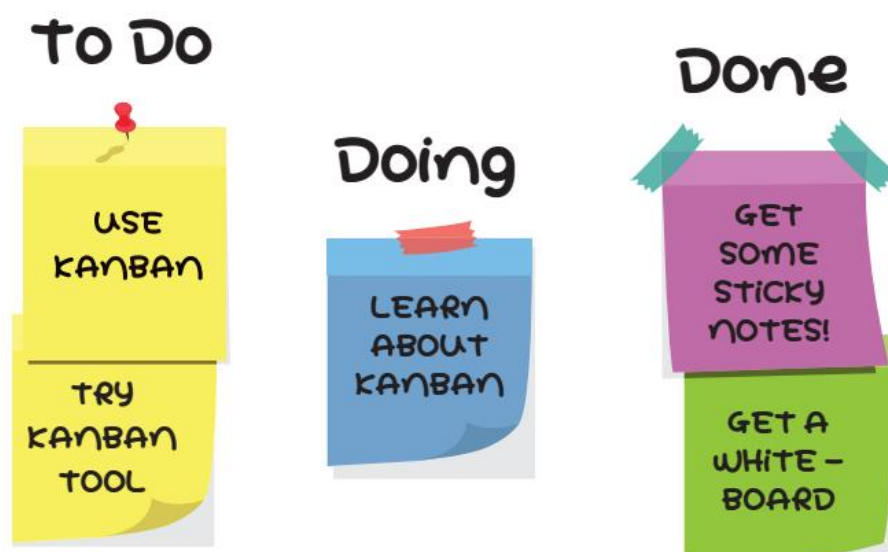 To Do
USE
KANBAN
TRY
KANBAN
TOOL
Doing
LEARN
ABOUT
KANBAN
Done
GET
SOME
STICKY
NOTES!
GET A
WHITE –
BOARD